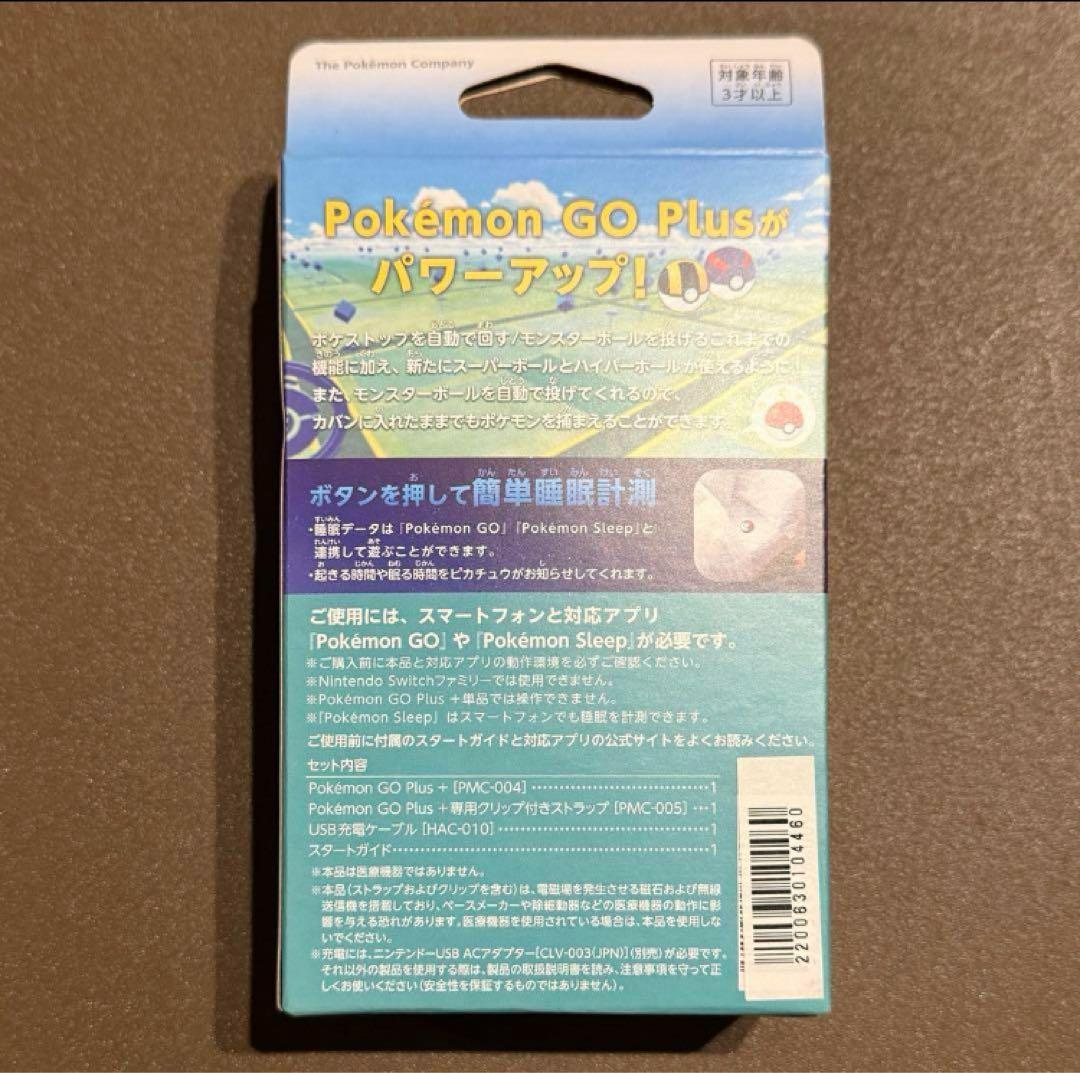 The Pokémon Company
対象年齢
3才以上
Pokémon GO Plusが
パワーアップ!
ポケストップを自動で回す/モンスターボールを投げるこれまでの
機能に加え、新たにスーパーボールとハイパーボールが使えるように!
また、モンスターボールを自動で投げてくれるので、
カバンに入れたままでもポケモンを捕まえることができます。
ボタンを押して簡単睡眠計測
・睡眠データは『Pokémon GO』『Pokémon Sleep』と
連携して遊ぶことができます。
・起きる時間や眠る時間をピカチュウがお知らせしてくれます。
ご使用には、スマートフォンと対応アプリ
『Pokémon GO』や『Pokémon Sleep』が必要です。
※ご購入前に本品と対応アプリの動作環境を必ずご確認ください。
※Nintendo Switchファミリーでは使用できません。
※Pokémon GO Plus +単品では操作できません。
※『Pokémon Sleep』はスマートフォンでも睡眠を計測できます。
ご使用前に付属のスタートガイドと対応アプリの公式サイトをよくお読みください。
セット内容
Pokémon GO Plus + [PMC-004] ……………………………1
Pokémon GO Plus +専用クリップ付きストラップ [PMC-005] …1
USB充電ケーブル [HAC-010] …………………………………1
スタートガイド……………………………………………………1
※本品は医療機器ではありません。
※本品(ストラップおよびクリップを含む)は、電磁場を発生させる磁石および無線
送信機を搭載しており、ペースメーカーや除細動器などの医療機器の動作に影
響を与える恐れがあります。医療機器を使用されている場合は、本品を使用しな
いでください。
※充電には、ニンテンドーUSB ACアダプター[CLV-003(JPN)](別売)が必要です。
それ以外の製品を使用する際は、製品の取扱説明書を読み、注意事項を守って正
しくお使いください(安全性を保証するものではありません)。
2200630104460